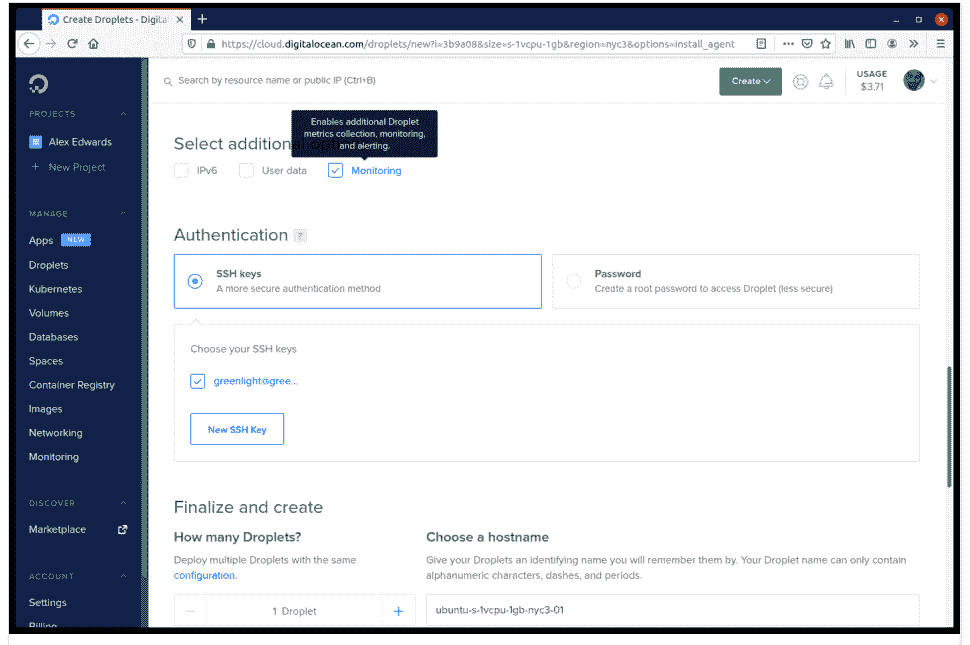 Create Droplets - Digital
https://cloud.digitalocean.com/droplets/new?i=3b9a08&size=s-1vcpu-1gb&region=nyc3&options=install_agent
Search by resource name or public IP (Ctrl+B)
Create
USAGE
$3.71
PROJECTS
Alex Edwards
+ New Project
MANAGE
Apps NEW
Droplets
Kubernetes
Volumes
Databases
Spaces
Container Registry
Images
Networking
Monitoring
DISCOVER
Marketplace
ACCOUNT
Settings
Billing
Enables additional Droplet
metrics collection, monitoring,
and alerting.
Select additional
IPv6
User data
Monitoring
Authentication ?
SSH keys
A more secure authentication method
Password
Create a root password to access Droplet (less secure)
Choose your SSH keys
greenlight@gree...
New SSH Key
Finalize and create
How many Droplets?
Deploy multiple Droplets with the same
configuration.
1 Droplet
Choose a hostname
Give your Droplets an identifying name you will remember them by. Your Droplet name can only contain
alphanumeric characters, dashes, and periods.
ubuntu-s-1vcpu-1gb-nyc3-01